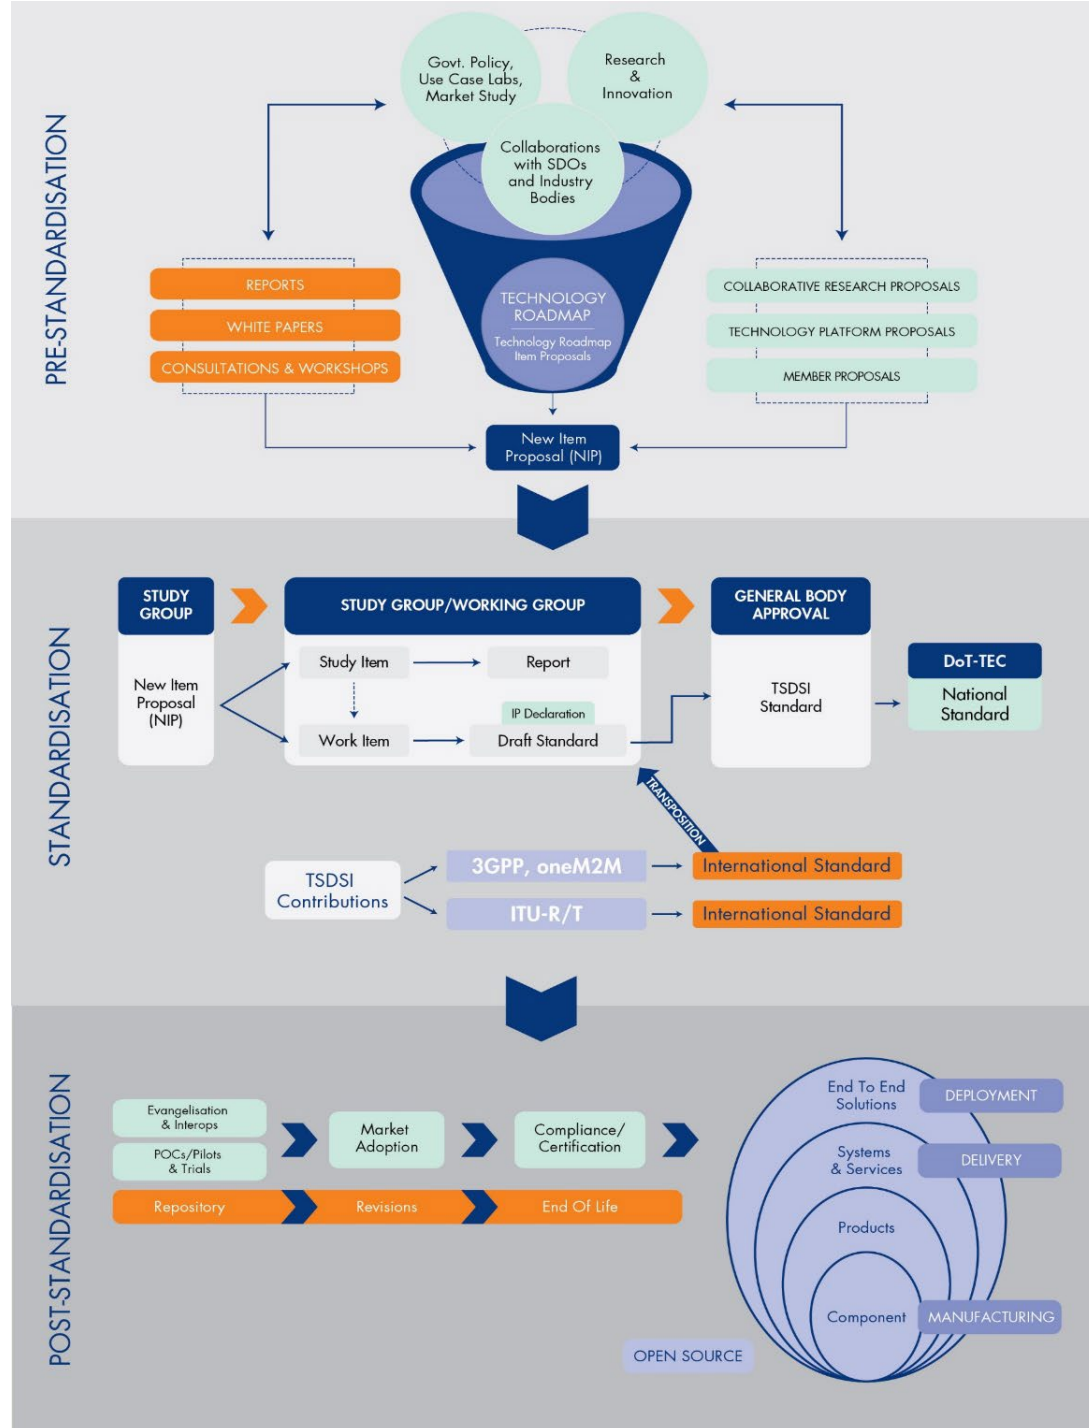 PRE-STANDARDISATION
Govt. Policy,
Use Case Labs,
Market Study
Research
&
Innovation
Collaborations
with SDOs
and Industry
Bodies
TECHNOLOGY
ROADMAP
Technology Roadmap
Item Proposals
REPORTS
WHITE PAPERS
CONSULTATIONS & WORKSHOPS
COLLABORATIVE RESEARCH PROPOSALS
TECHNOLOGY PLATFORM PROPOSALS
MEMBER PROPOSALS
New Item
Proposal (NIP)
STANDARDISATION
STUDY
GROUP
New Item
Proposal
(NIP)
STUDY GROUP/WORKING GROUP
Study Item
Report
IP Declaration
Work Item
Draft Standard
GENERAL BODY
APPROVAL
TSDSI
Standard
DoT-TEC
National
Standard
TRANSPOSITION
TSDSI
Contributions
3GPP, oneM2M
International Standard
ITU-R/T
International Standard
POST-STANDARDISATION
Evangelisation
& Interops
POCs/Pilots
& Trials
Market
Adoption
Compliance/
Certification
Repository
Revisions
End Of Life
End To End
Solutions
DEPLOYMENT
Systems
& Services
DELIVERY
Products
Component
MANUFACTURING
OPEN SOURCE